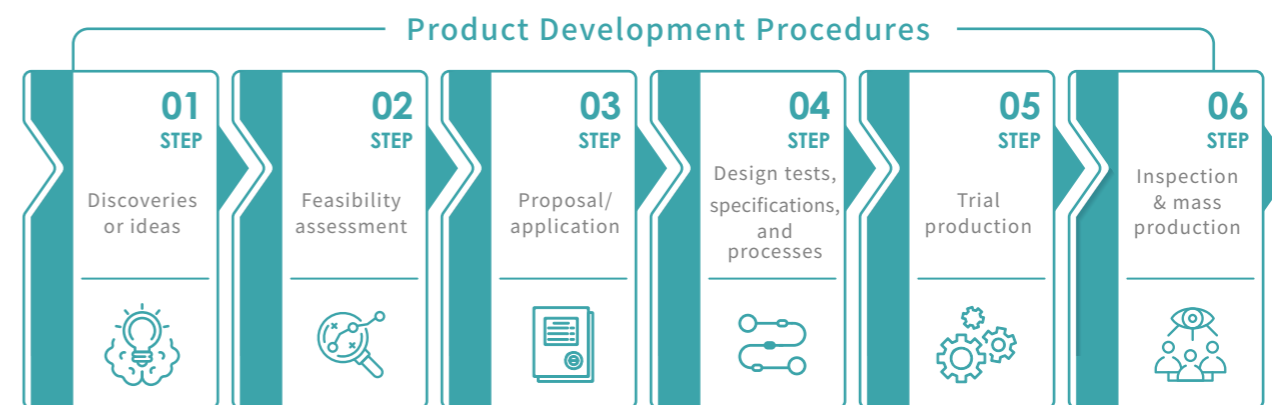 Product Development Procedures
01
STEP
Discoveries
or ideas
02
STEP
Feasibility
assessment
03
STEP
Proposal/
application
04
STEP
Design tests,
specifications,
and
processes
05
STEP
Trial
production
06
STEP
Inspection
& mass
production